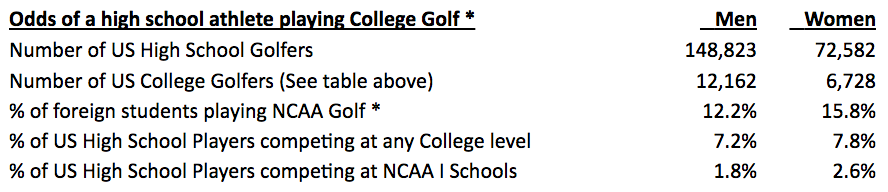 Odds of a high school athlete playing College Golf * Men Women
Number of US High School Golfers 148,823 72,582
Number of US College Golfers (See table above) 12,162 6,728
% of foreign students playing NCAA Golf * 12.2% 15.8%
% of US High School Players competing at any College level 7.2% 7.8%
% of US High School Players competing at NCAA I Schools 1.8% 2.6%